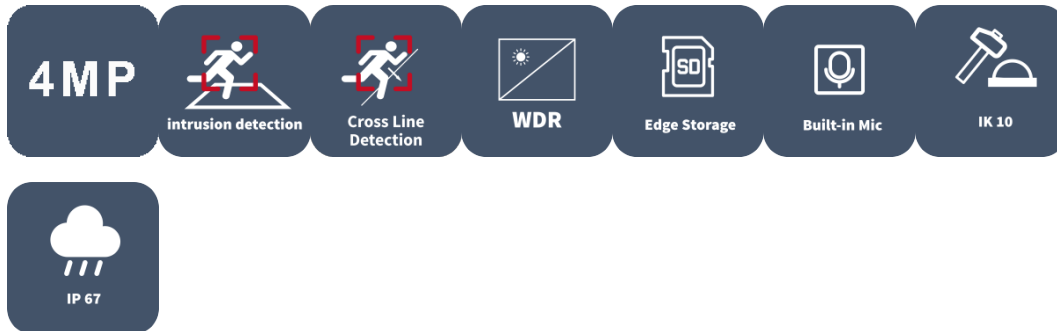 4MP
intrusion detection
Cross Line
Detection
WDR
SD
Edge Storage
Built-in Mic
IK 10
IP 67